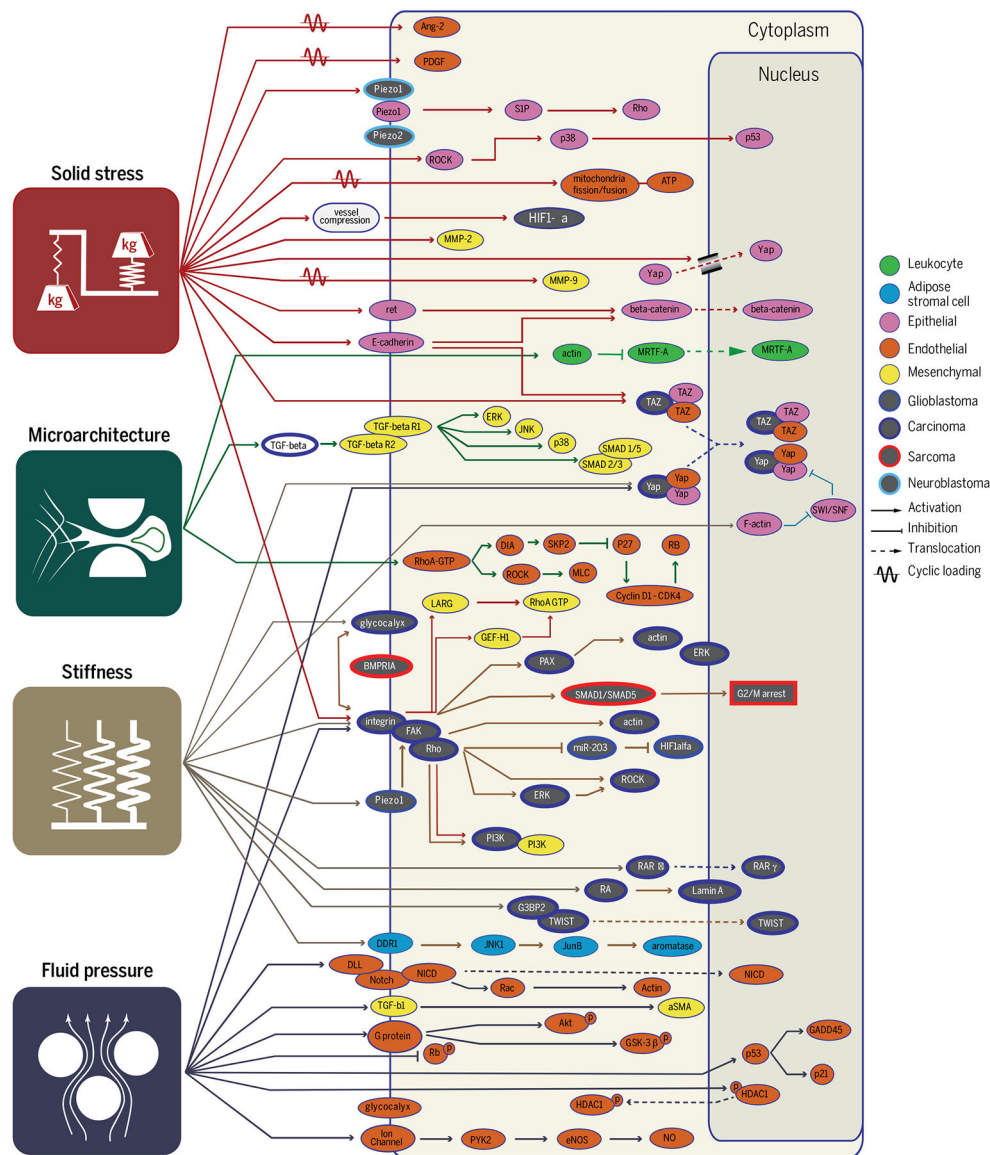 Cytoplasm
Nucleus
Solid stress
kg
kg
Ang-2
PDGF
Piezo1
Piezo1
S1P
Rho
Piezo2
ROCK
p38
p53
mitochondria
fission/fusion
ATP
vessel
compression
HIF1- a
MMP-2
Yap
Yap
MMP-9
ret
beta-catenin
beta-catenin
E-cadherin
actin
MRTF-A
MRTF-A
TAZ
TAZ
TAZ
TAZ
TAZ
TAZ
Microarchitecture
TGF-beta
TGF-beta R1
TGF-beta R2
ERK
JNK
p38
SMAD 1/5
SMAD 2/3
Yap
Yap
Yap
Yap
Yap
Yap
F-actin
SWI/SNF
RhoA-GTP
DIA
SKP2
P27
RB
ROCK
MLC
Cyclin D1 - CDK4
Leukocyte
Adipose
stromal cell
Epithelial
Endothelial
Mesenchymal
Glioblastoma
Carcinoma
Sarcoma
Neuroblastoma
Activation
Inhibition
Translocation
Cyclic loading
Stiffness
LARG
RhoA GTP
glycocalyx
GEF-H1
BMPRIA
PAX
actin
ERK
SMAD1/SMAD5
G2/M arrest
integrin
FAK
Rho
actin
miR-203
HIF1alfa
Piezo1
ERK
ROCK
PI3K
PI3K
RAR
RAR γ
RA
Lamin A
G3BP2
TWIST
TWIST
DDR1
JNK1
JunB
aromatase
Fluid pressure
DLL
Notch
NICD
NICD
Rac
Actin
TGF-b1
aSMA
G protein
Akt
p
GSK-3 β
p
Rb
p
p53
GADD45
p21
p
HDAC1
HDAC1
p
glycocalyx
Ion
Channel
PYK2
eNOS
NO